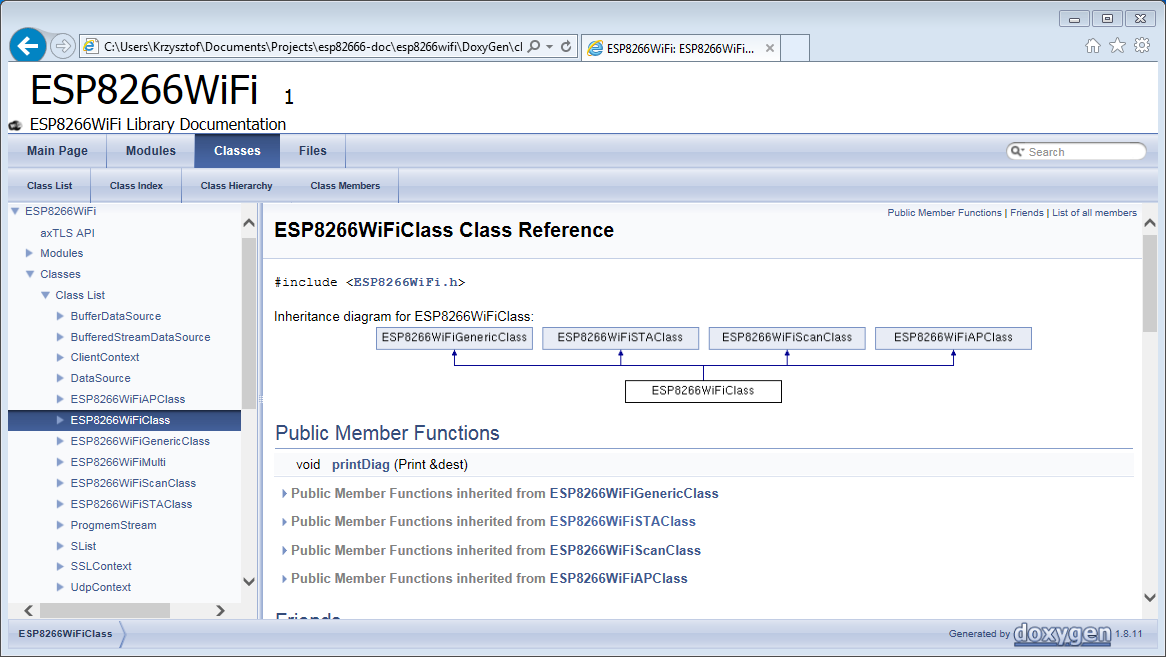 C:\Users\Krzysztof\Documents\Projects\esp82666-doc\esp8266wifi\DoxyGen\cl
ESP8266WiFi: ESP8266WiFi...
ESP8266WiFi 1
ESP8266WiFi Library Documentation
Main Page Modules Classes Files
Search
Class List Class Index Class Hierarchy Class Members
ESP8266WiFi
axTLS API
Modules
Classes
Class List
BufferDataSource
BufferedStreamDataSource
ClientContext
DataSource
ESP8266WiFiAPClass
ESP8266WiFiClass
ESP8266WiFiGenericClass
ESP8266WiFiMulti
ESP8266WiFiScanClass
ESP8266WiFiSTAClass
ProgmemStream
SList
SSLContext
UdpContext
Public Member Functions | Friends | List of all members
ESP8266WiFiClass Class Reference
#include <ESP8266WiFi.h>
Inheritance diagram for ESP8266WiFiClass:
ESP8266WiFiGenericClass ESP8266WiFiSTAClass ESP8266WiFiScanClass ESP8266WiFiAPClass
ESP8266WiFiClass
Public Member Functions
void printDiag (Print &dest)
Public Member Functions inherited from ESP8266WiFiGenericClass
Public Member Functions inherited from ESP8266WiFiSTAClass
Public Member Functions inherited from ESP8266WiFiScanClass
Public Member Functions inherited from ESP8266WiFiAPClass
Friends
ESP8266WiFiClass
Generated by doxygen 1.8.11